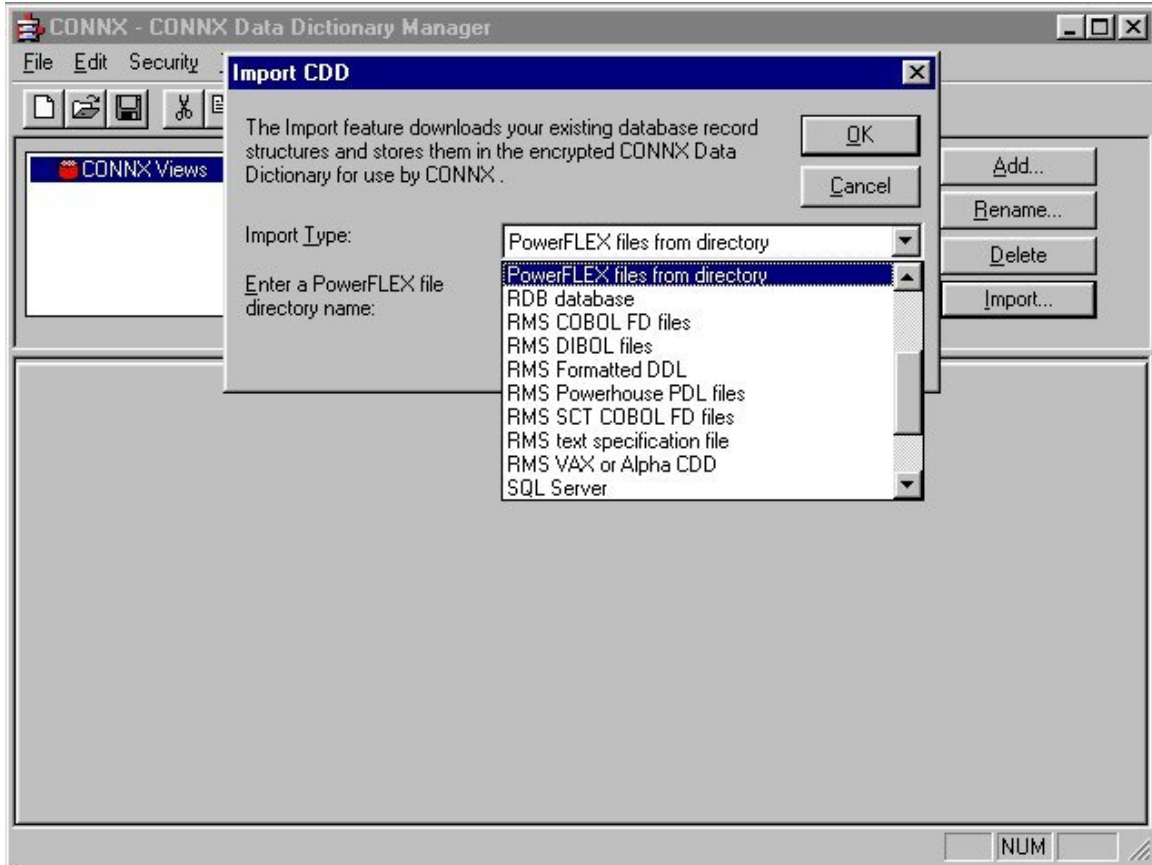 CONNX - CONNX Data Dictionary Manager
File Edit Security
Import CDD
The Import feature downloads your existing database record
structures and stores them in the encrypted CONNX Data
Dictionary for use by CONNX .
OK
Cancel
CONNX Views
Add...
Rename...
Delete
Import...
Import Type:
PowerFLEX files from directory
Enter a PowerFLEX file
directory name:
PowerFLEX files from directory
RDB database
RMS COBOL FD files
RMS DIBOL files
RMS Formatted DDL
RMS Powerhouse PDL files
RMS SCT COBOL FD files
RMS text specification file
RMS VAX or Alpha CDD
SQL Server
NUM